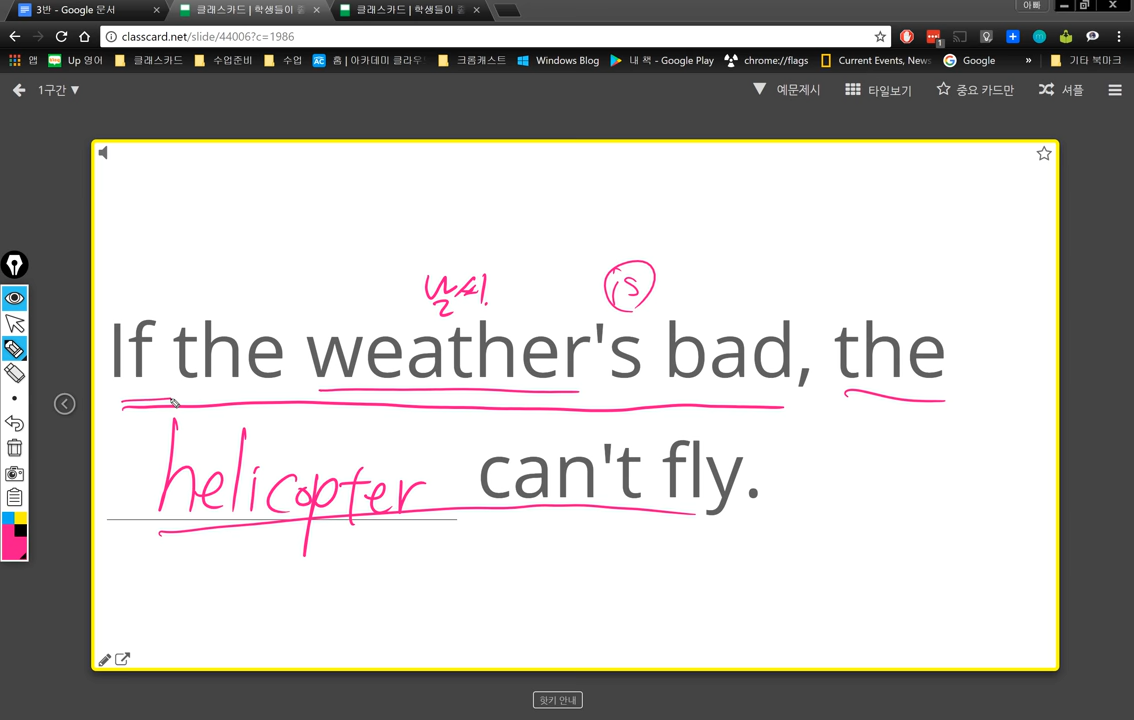 3반 - Google 문서
클래스카드 | 학생들이
클래스카드 | 학생들이
아빠
classcard.net/slide/44006?c=1986
1
앱 Up 영어 클래스카드 수업준비 수업 AC 홈 | 아카데미 클라우 크롬캐스트 Windows Blog 내 책 - Google Play chrome://flags Current Events, News Google » 기타 북마크
1구간 ▼ ▼ 예문제시 타일보기 중요 카드만 셔플
is
If the weather's bad, the
helicopter can't fly.
핫키 안내